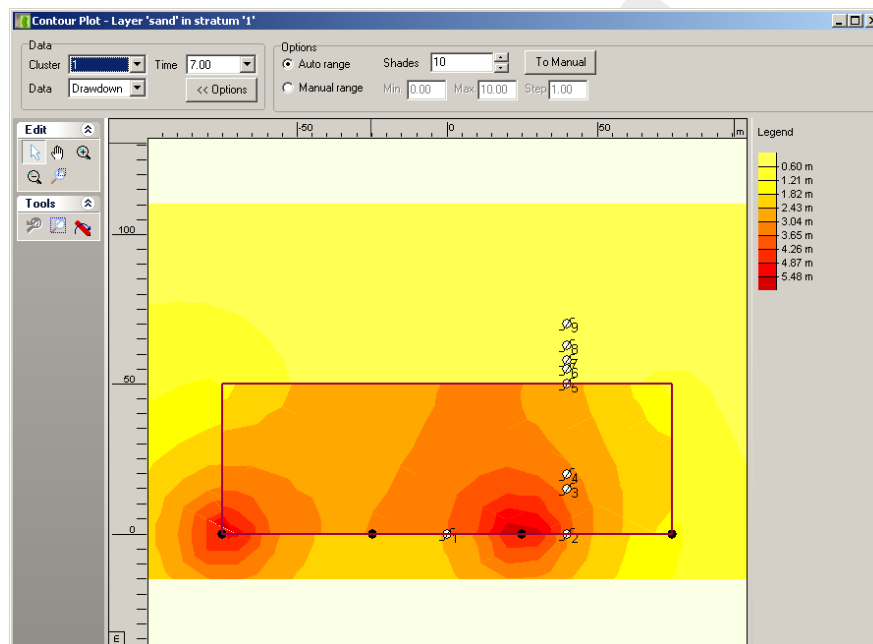 Contour Plot - Layer 'sand' in stratum '1'
Data
Cluster 1 Time 7.00
Data Drawdown << Options
Options
Auto range Shades 10 To Manual
Manual range Min. 0.00 Max. 10.00 Step 1.00
Edit
Tools
-50 0 50 m
100
50
0
m
Legend
0.60 m
1.21 m
1.82 m
2.43 m
3.04 m
3.65 m
4.26 m
4.87 m
5.48 m
9
8
7
6
5
4
3
1 2